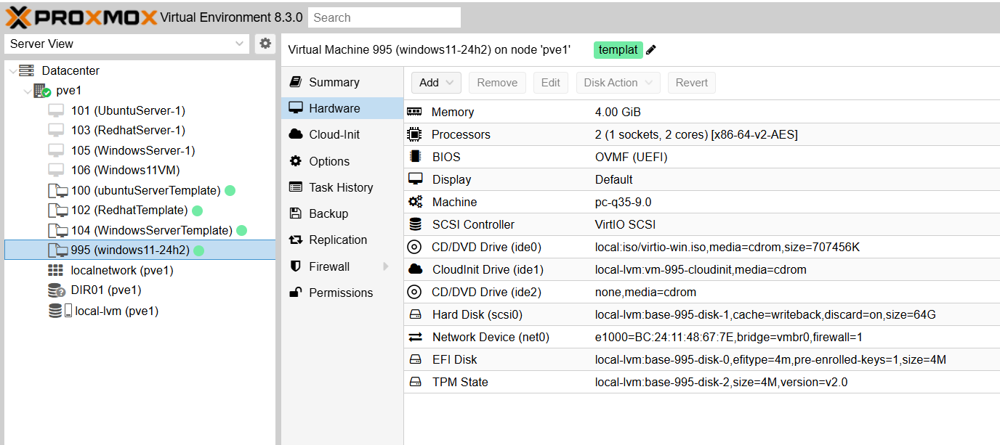 PROXMOX Virtual Environment 8.3.0 Search
Server View
Virtual Machine 995 (windows11-24h2) on node 'pve1' templat
Datacenter
pve1
101 (UbuntuServer-1)
103 (RedhatServer-1)
105 (WindowsServer-1)
106 (Windows11VM)
100 (ubuntuServerTemplate)
102 (RedhatTemplate)
104 (WindowsServerTemplate)
995 (windows11-24h2)
localnetwork (pve1)
DIR01 (pve1)
local-lvm (pve1)
Summary
Hardware
Cloud-Init
Options
Task History
Backup
Replication
Firewall
Permissions
Add Remove Edit Disk Action Revert
Memory 4.00 GiB
Processors 2 (1 sockets, 2 cores) [x86-64-v2-AES]
BIOS OVMF (UEFI)
Display Default
Machine pc-q35-9.0
SCSI Controller VirtIO SCSI
CD/DVD Drive (ide0) local:iso/virtio-win.iso,media=cdrom,size=707456K
CloudInit Drive (ide1) local-lvm:vm-995-cloudinit,media=cdrom
CD/DVD Drive (ide2) none,media=cdrom
Hard Disk (scsi0) local-lvm:base-995-disk-1,cache=writeback,discard=on,size=64G
Network Device (net0) e1000=BC:24:11:48:67:7E,bridge=vmbr0,firewall=1
EFI Disk local-lvm:base-995-disk-0,efitype=4m,pre-enrolled-keys=1,size=4M
TPM State local-lvm:base-995-disk-2,size=4M,version=v2.0